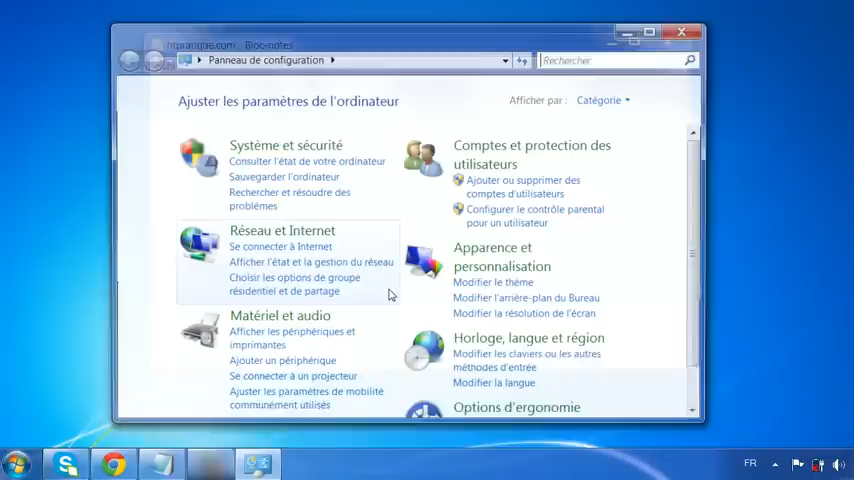 htpratique.com Bloc-notes
Panneau de configuration
Rechercher
Ajuster les paramètres de l'ordinateur
Afficher par : Catégorie
Système et sécurité
Consulter l'état de votre ordinateur
Sauvegarder l'ordinateur
Rechercher et résoudre des
problèmes
Réseau et Internet
Se connecter à Internet
Afficher l'état et la gestion du réseau
Choisir les options de groupe
résidentiel et de partage
Matériel et audio
Afficher les périphériques et
imprimantes
Ajouter un périphérique
Se connecter à un projecteur
Ajuster les paramètres de mobilité
communément utilisés
Comptes et protection des
utilisateurs
Ajouter ou supprimer des
comptes d'utilisateurs
Configurer le contrôle parental
pour un utilisateur
Apparence et
personnalisation
Modifier le thème
Modifier l'arrière-plan du Bureau
Modifier la résolution de l'écran
Horloge, langue et région
Modifier les claviers ou les autres
méthodes d'entrée
Modifier la langue
Options d'ergonomie
FR